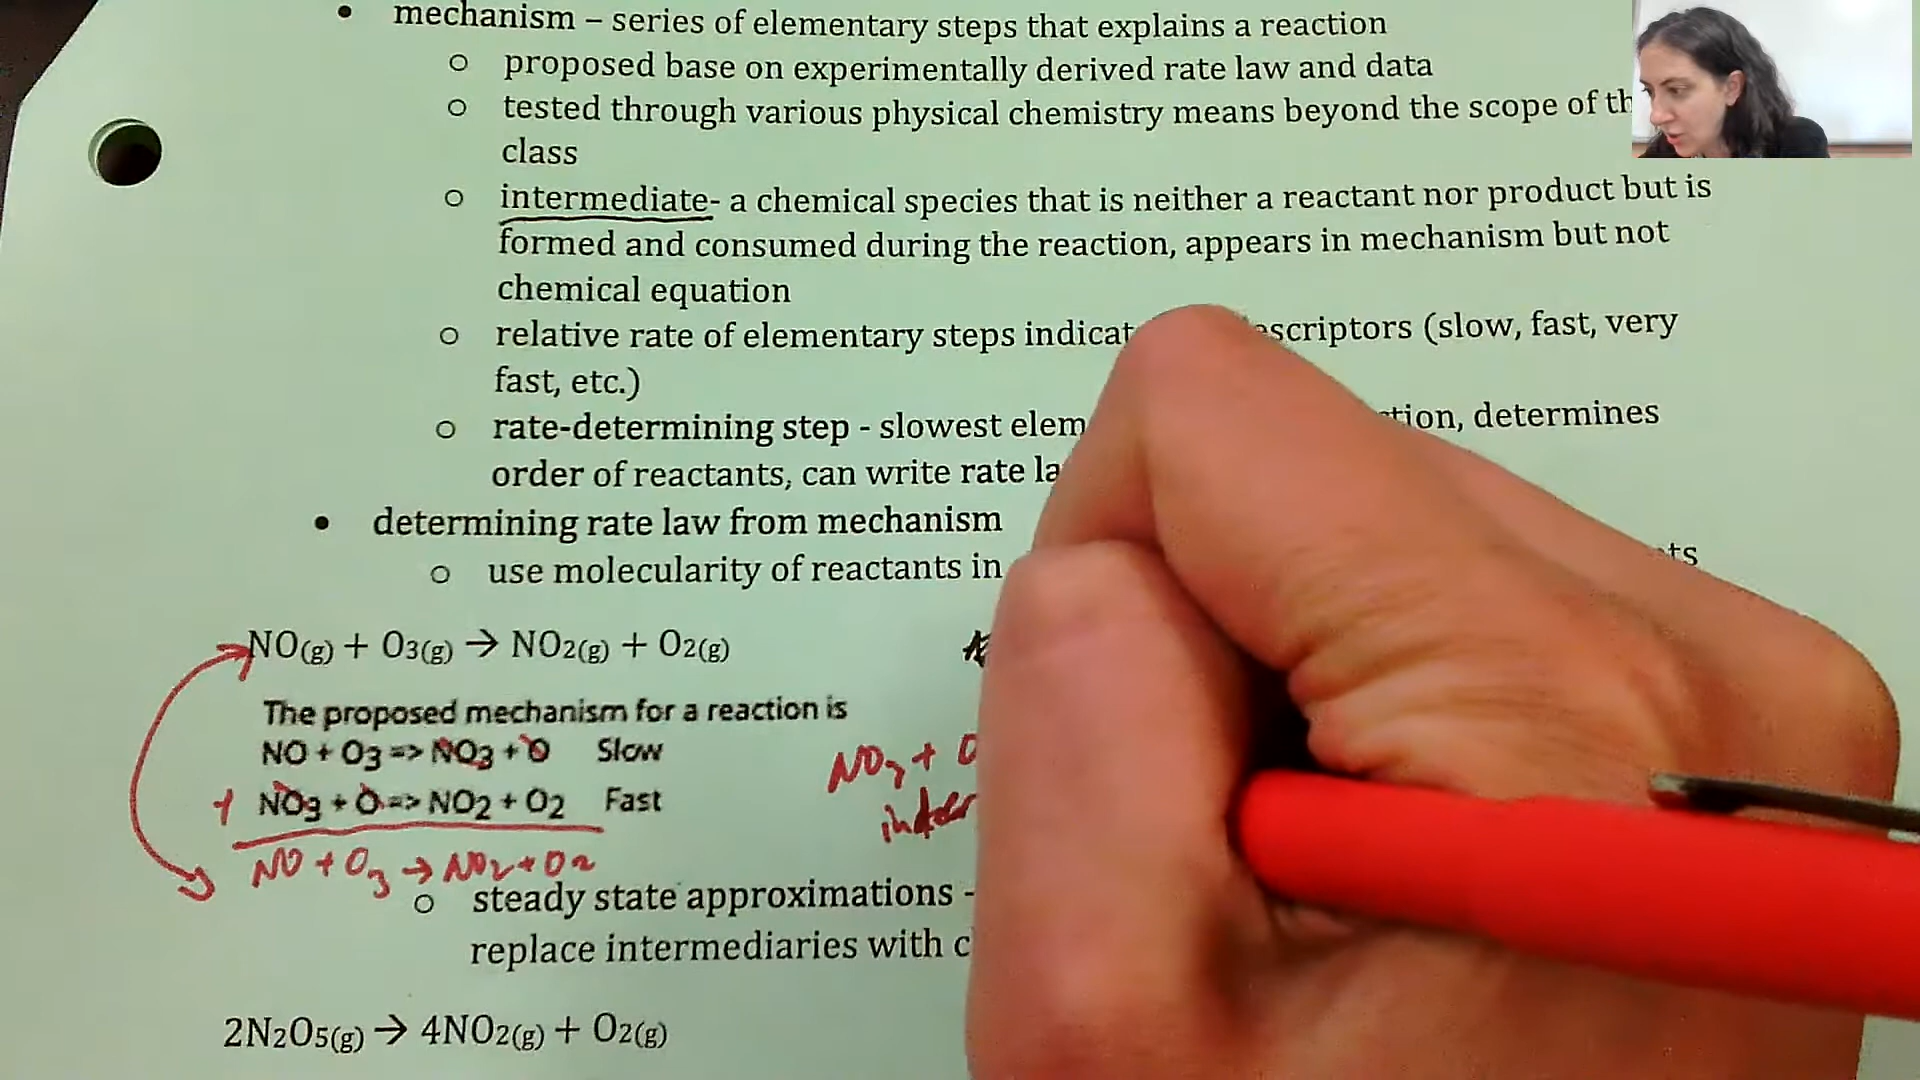 • mechanism – series of elementary steps that explains a reaction
o proposed base on experimentally derived rate law and data
o tested through various physical chemistry means beyond the scope of
class
o intermediate- a chemical species that is neither a reactant nor product but is
formed and consumed during the reaction, appears in mechanism but not
chemical equation
o relative rate of elementary steps (slow, fast, very
fast, etc.)
o rate-determining step - slowest determines
order of reactants, can write rate
• determining rate law from mechanism
o use molecularity of reactants in
NO(g) + O3(g) → NO2(g) + O2(g)
The proposed mechanism for a reaction is
NO + O3 => NO3 + O Slow
+ NO3 + O => NO2 + O2 Fast
NO + O3 → NO2 + O2
NO3 +
o steady state approximations -
replace intermediaries with
2N2O5(g) → 4NO2(g) + O2(g)